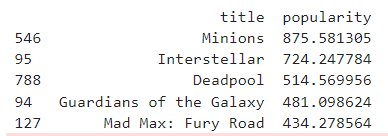 title popularity
546 Minions 875.581305
95 Interstellar 724.247784
788 Deadpool 514.569956
94 Guardians of the Galaxy 481.098624
127 Mad Max: Fury Road 434.278564